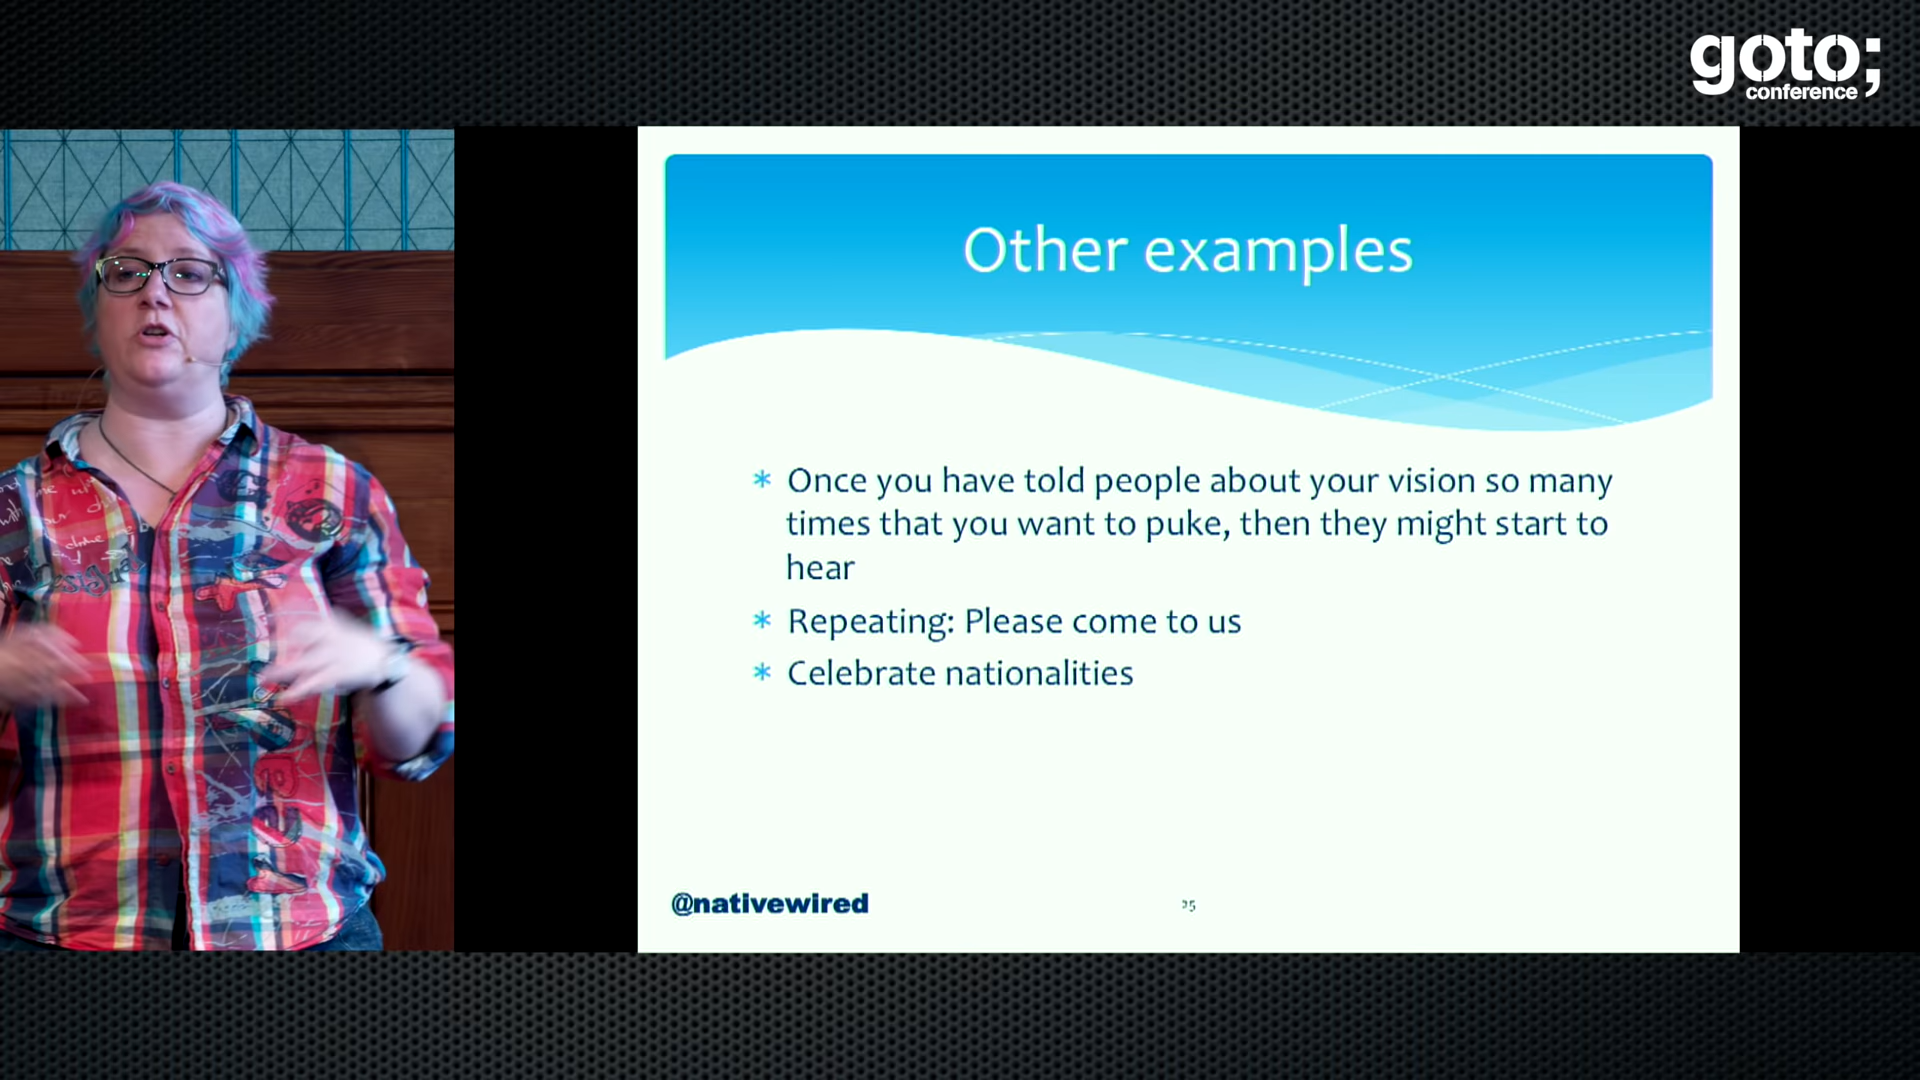 goto;
conference
Other examples
* Once you have told people about your vision so many
times that you want to puke, then they might start to
hear
* Repeating: Please come to us
* Celebrate nationalities
@nativewired
25
Desigual